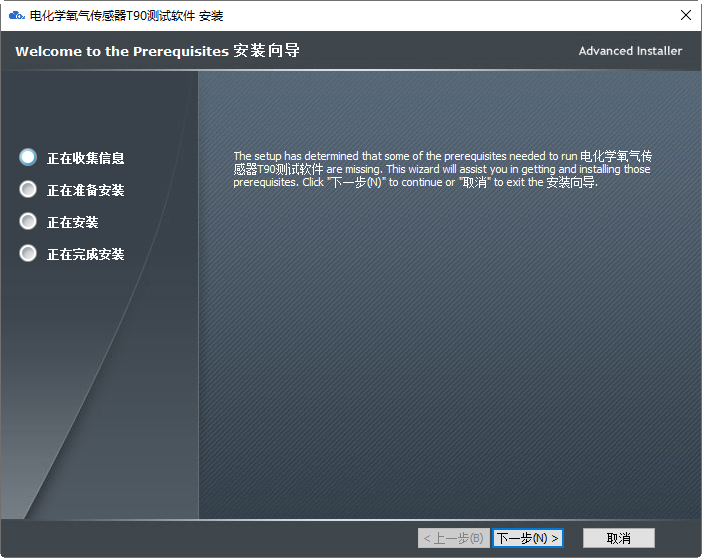 电化学氧气传感器T90测试软件 安装
Welcome to the Prerequisites 安装向导
Advanced Installer
正在收集信息
正在准备安装
正在安装
正在完成安装
The setup has determined that some of the prerequisites needed to run 电化学氧气传
感器T90测试软件 are missing. This wizard will assist you in getting and installing those
prerequisites. Click "下一步(N)" to continue or "取消" to exit the 安装向导.
< 上一步(B)
下一步(N) >
取消